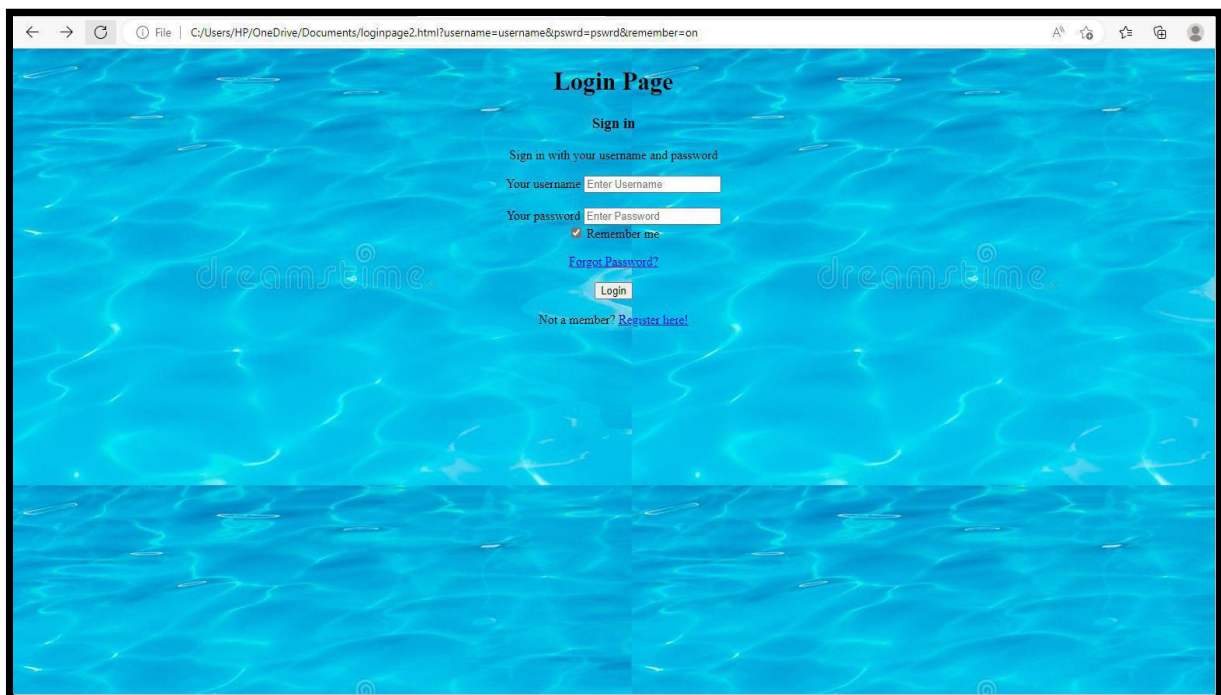 File | C:/Users/HP/OneDrive/Documents/loginpage2.html?username=username&pswrd=pswrd&remember=on
Login Page
Sign in
Sign in with your username and password
Your username Enter Username
Your password Enter Password
Remember me
Forgot Password?
dreamstime. dreamstime.
Login
Not a member? Register here!